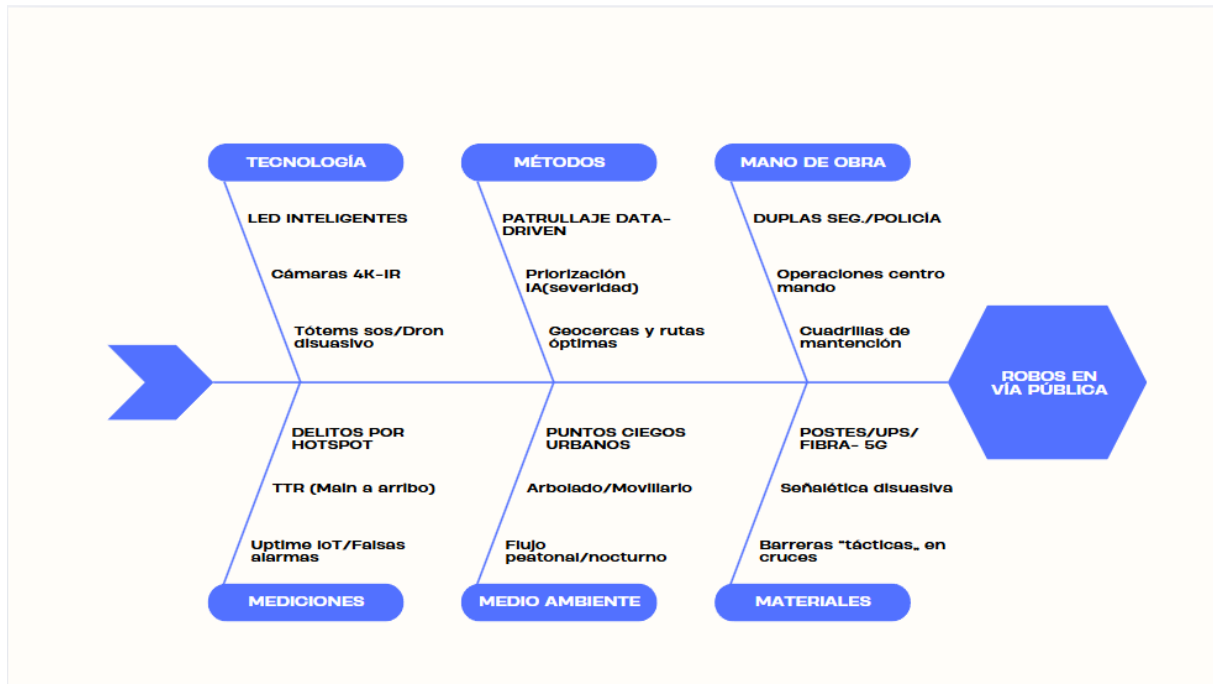 TECNOLOGÍA
MÉTODOS
MANO DE OBRA
LED INTELIGENTES
PATRULLAJE DATA-
DRIVEN
DUPLAS SEG./POLICÍA
Cámaras 4K-IR
Priorización
IA(severidad)
Operaciones centro
mando
Tótems sos/Dron
disuasivo
Geocercas y rutas
óptimas
Cuadrillas de
mantención
ROBOS EN
VÍA PÚBLICA
DELITOS POR
HOTSPOT
PUNTOS CIEGOS
URBANOS
POSTES/UPS/
FIBRA- 5G
TTR (Main a arribo)
Arbolado/Moviliario
Señalética disuasiva
Uptime IoT/Falsas
alarmas
Flujo
peatonal/nocturno
Barreras “tácticas„ en
cruces
MEDICIONES
MEDIO AMBIENTE
MATERIALES